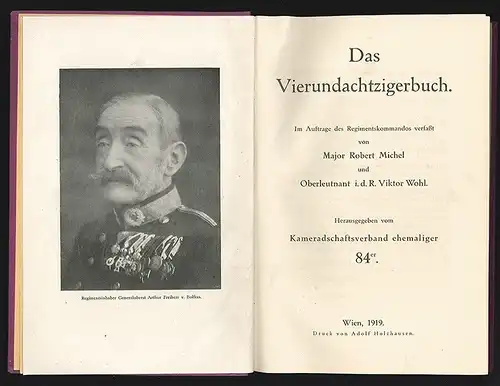 Regimentsinhaber Generaloberst Arthur Freiherr v. Bolfras.
Das
Vierundachtzigerbuch.
Im Auftrage des Regimentskommandos verfaßt
von
Major Robert Michel
und
Oberleutnant i. d. R. Viktor Wohl.
Herausgegeben vom
Kameradschaftsverband ehemaliger
84er.
Wien, 1919.
Druck von Adolf Holzhausen.